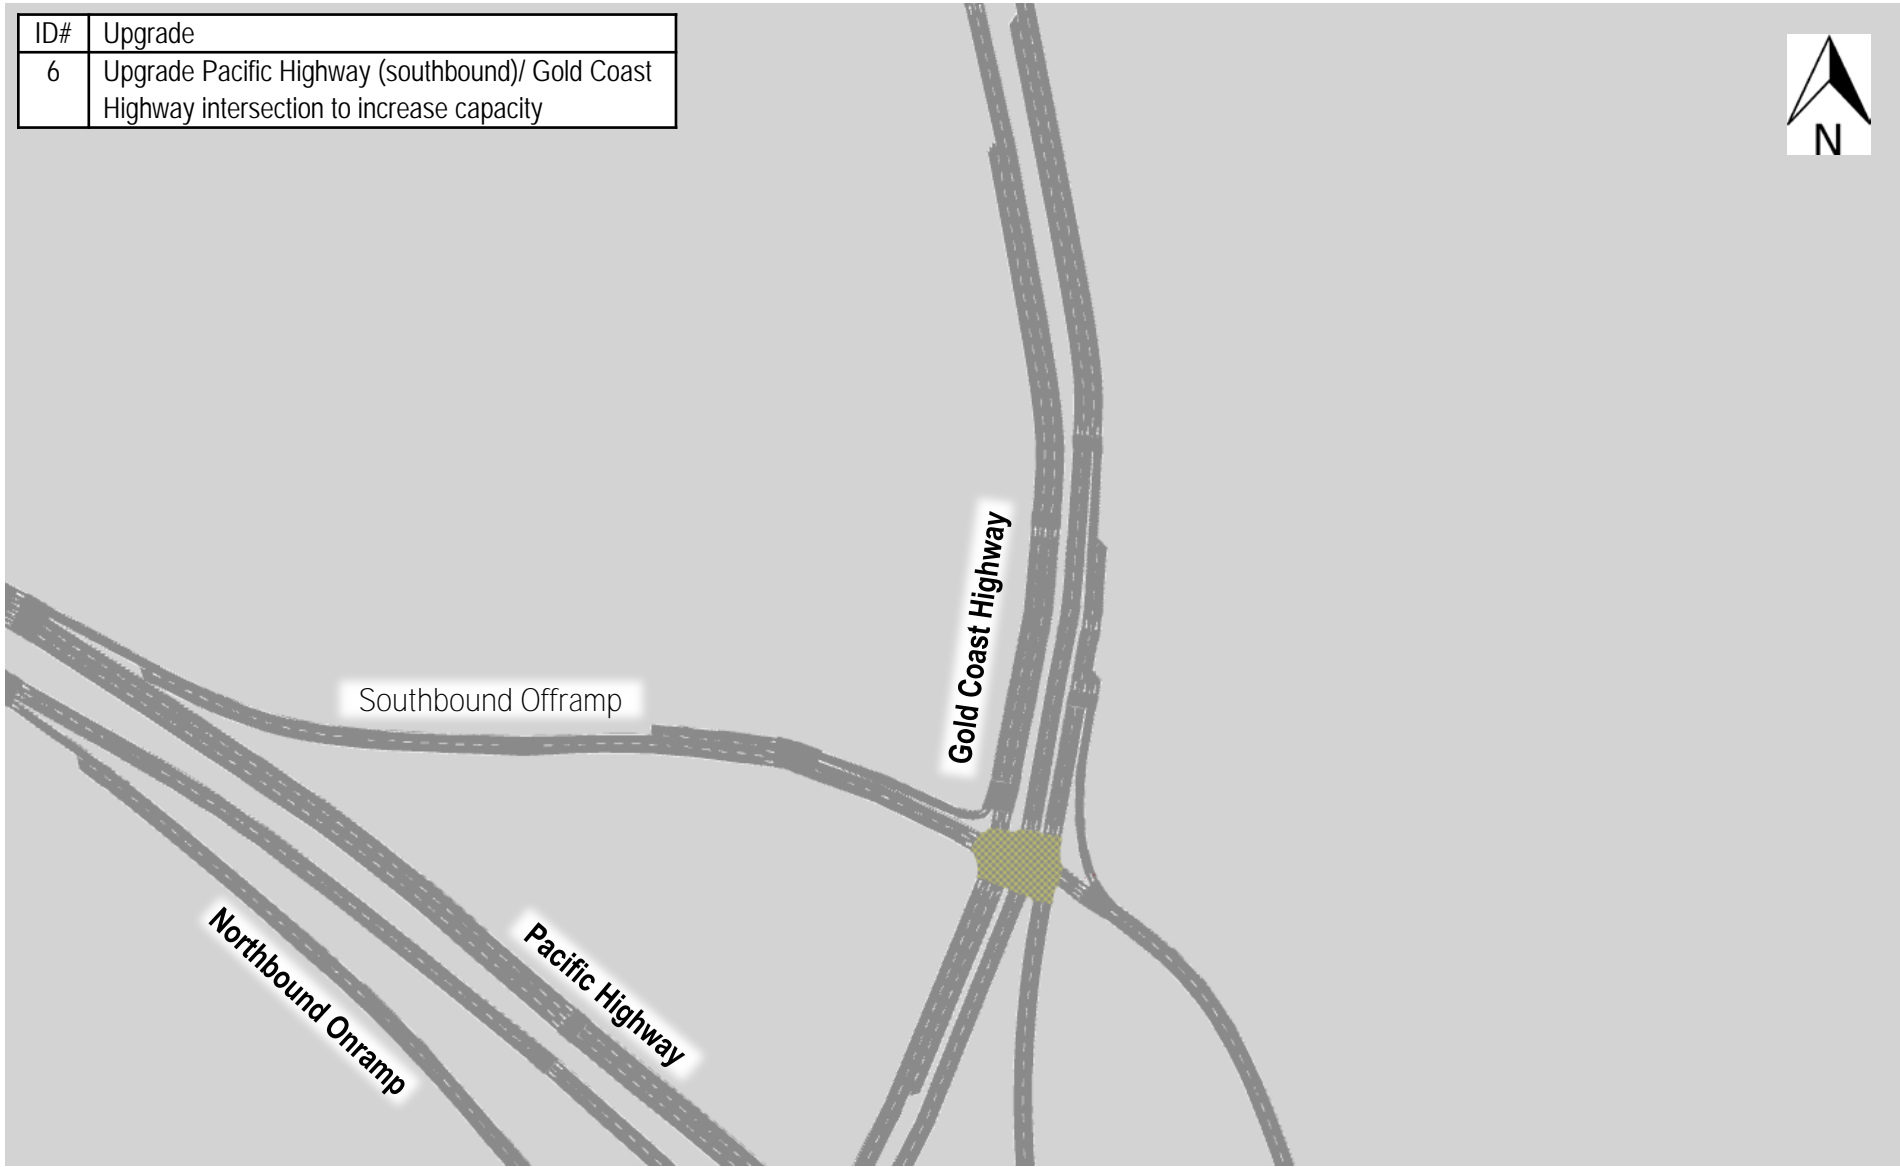 ID# Upgrade
6 Upgrade Pacific Highway (southbound)/ Gold Coast
Highway intersection to increase capacity
N
Gold Coast Highway
Southbound Offramp
Pacific Highway
Northbound Onramp